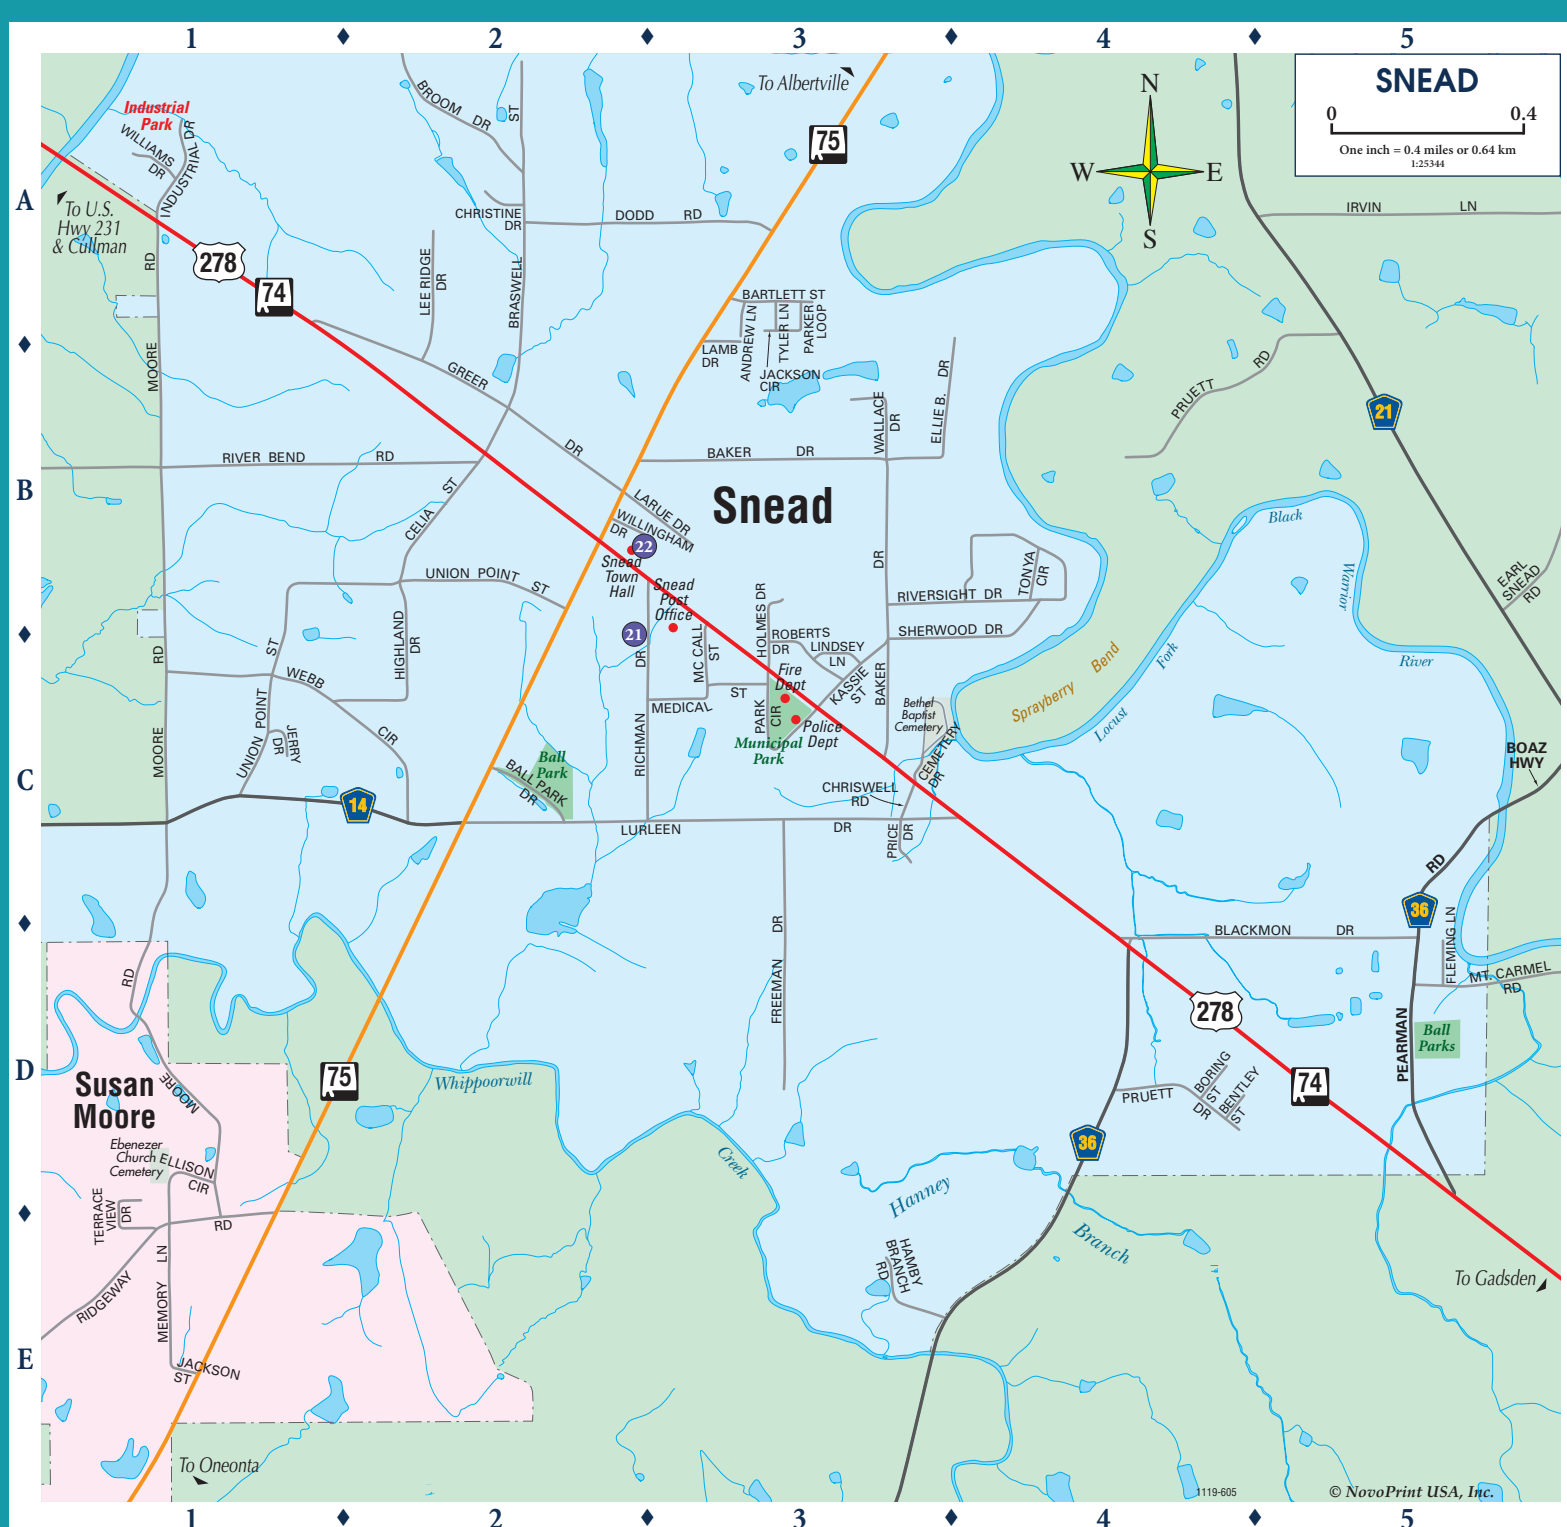 1 2 3 4 5
SNEAD
0 0.4
One inch = 0.4 miles or 0.64 km
1:25344
N
W E
S
To Albertville
75
BROOM DR
ST
Industrial
Park
WILLIAMS
DR
INDUSTRIAL DR
A
To U.S.
Hwy 231
& Cullman
CHRISTINE
DR
DODD RD
IRVIN LN
278
74
RD
LEE RIDGE
DR
BRASWELL
BARTLETT ST
ANDREW LN
TYLER LN
PARKER
LOOP
LAMB
DR
JACKSON
CIR
MOORE
GREER
DR
WALLACE
DR
ELLIE B. DR
PRUETT RD
21
RIVER BEND RD
BAKER DR
B
CELIA ST
LARUE DR
WILLINGHAM
DR
Snead
22
Snead
Town
Hall
Snead
Post
Office
21
Black
Warrior
River
EARL
SNEAD
RD
UNION POINT ST
DR
TONYA
CIR
RIVERSIGHT DR
SHERWOOD DR
HOLMES DR
ROBERTS
DR
LINDSEY
LN
KASSIE
ST
BAKER
MC CALL
ST
HIGHLAND
DR
RD
ST
WEBB
CIR
UNION POINT
JERRY
DR
MOORE
DR
RICHMAN
MEDICAL ST
Fire
Dept
PARK
CIR
Police
Dept
Municipal
Park
Bethel
Baptist
Cemetery
CEMETERY
DR
Sprayberry Bend
Locust
Fork
BOAZ
HWY
C
14
Ball
Park
BALL PARK
DR
CHRISWELL
RD
LURLEEN DR
PRICE
DR
RD
36
FREEMAN DR
BLACKMON DR
FLEMING LN
MT. CARMEL
RD
RD
278
PEARMAN
Ball
Parks
D
Susan
Moore
MOORE
75
Whippoorwill
Creek
74
PRUETT
DR
BORING
ST
BENTLEY
ST
36
Ebenezer
Church
Cemetery
ELLISON
CIR
TERRACE
VIEW
DR
RD
Hanney
Branch
HAMBY
BRANCH
RD
RIDGEWAY
MEMORY LN
To Gadsden
E
JACKSON
ST
To Oneonta
1119-605
© NovoPrint USA, Inc.
1 2 3 4 5